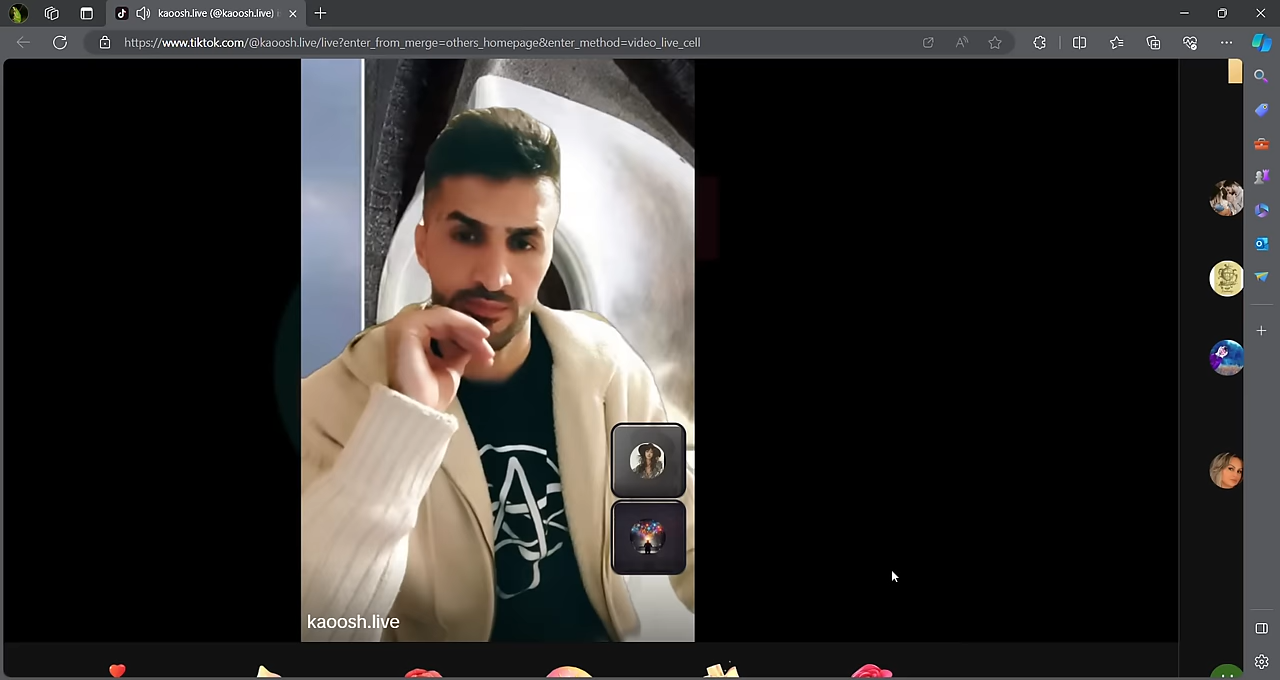 kaoosh.live (@kaoosh.live) i
https://www.tiktok.com/@kaoosh.live/live?enter_from_merge=others_homepage&enter_method=video_live_cell
kaoosh.live